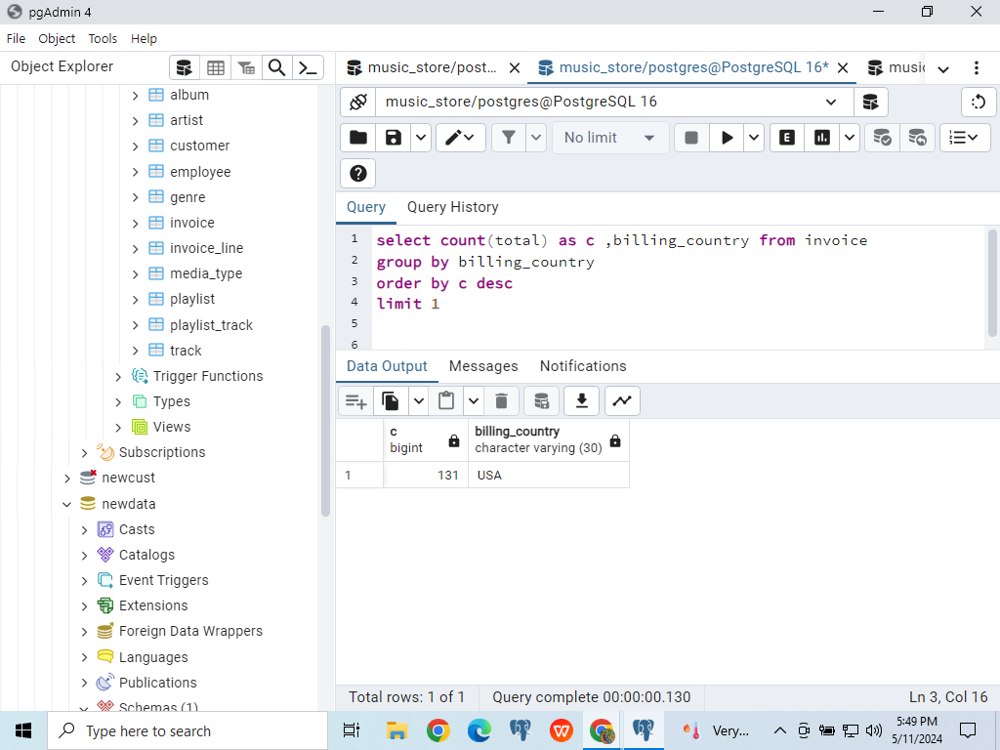 pgAdmin 4
File Object Tools Help
Object Explorer
album
artist
customer
employee
genre
invoice
invoice_line
media_type
playlist
playlist_track
track
Trigger Functions
Types
Views
Subscriptions
newcust
newdata
Casts
Catalogs
Event Triggers
Extensions
Foreign Data Wrappers
Languages
Publications
Schemas (1)
music_store/post...
music_store/postgres@PostgreSQL 16*
music_store/postgres@PostgreSQL 16
No limit
E
Query Query History
1 select count(total) as c ,billing_country from invoice
2 group by billing_country
3 order by c desc
4 limit 1
5
6
Data Output Messages Notifications
c billing_country
bigint character varying (30)
1 131 USA
Total rows: 1 of 1 Query complete 00:00:00.130 Ln 3, Col 16
Type here to search
Very...
5:49 PM
5/11/2024